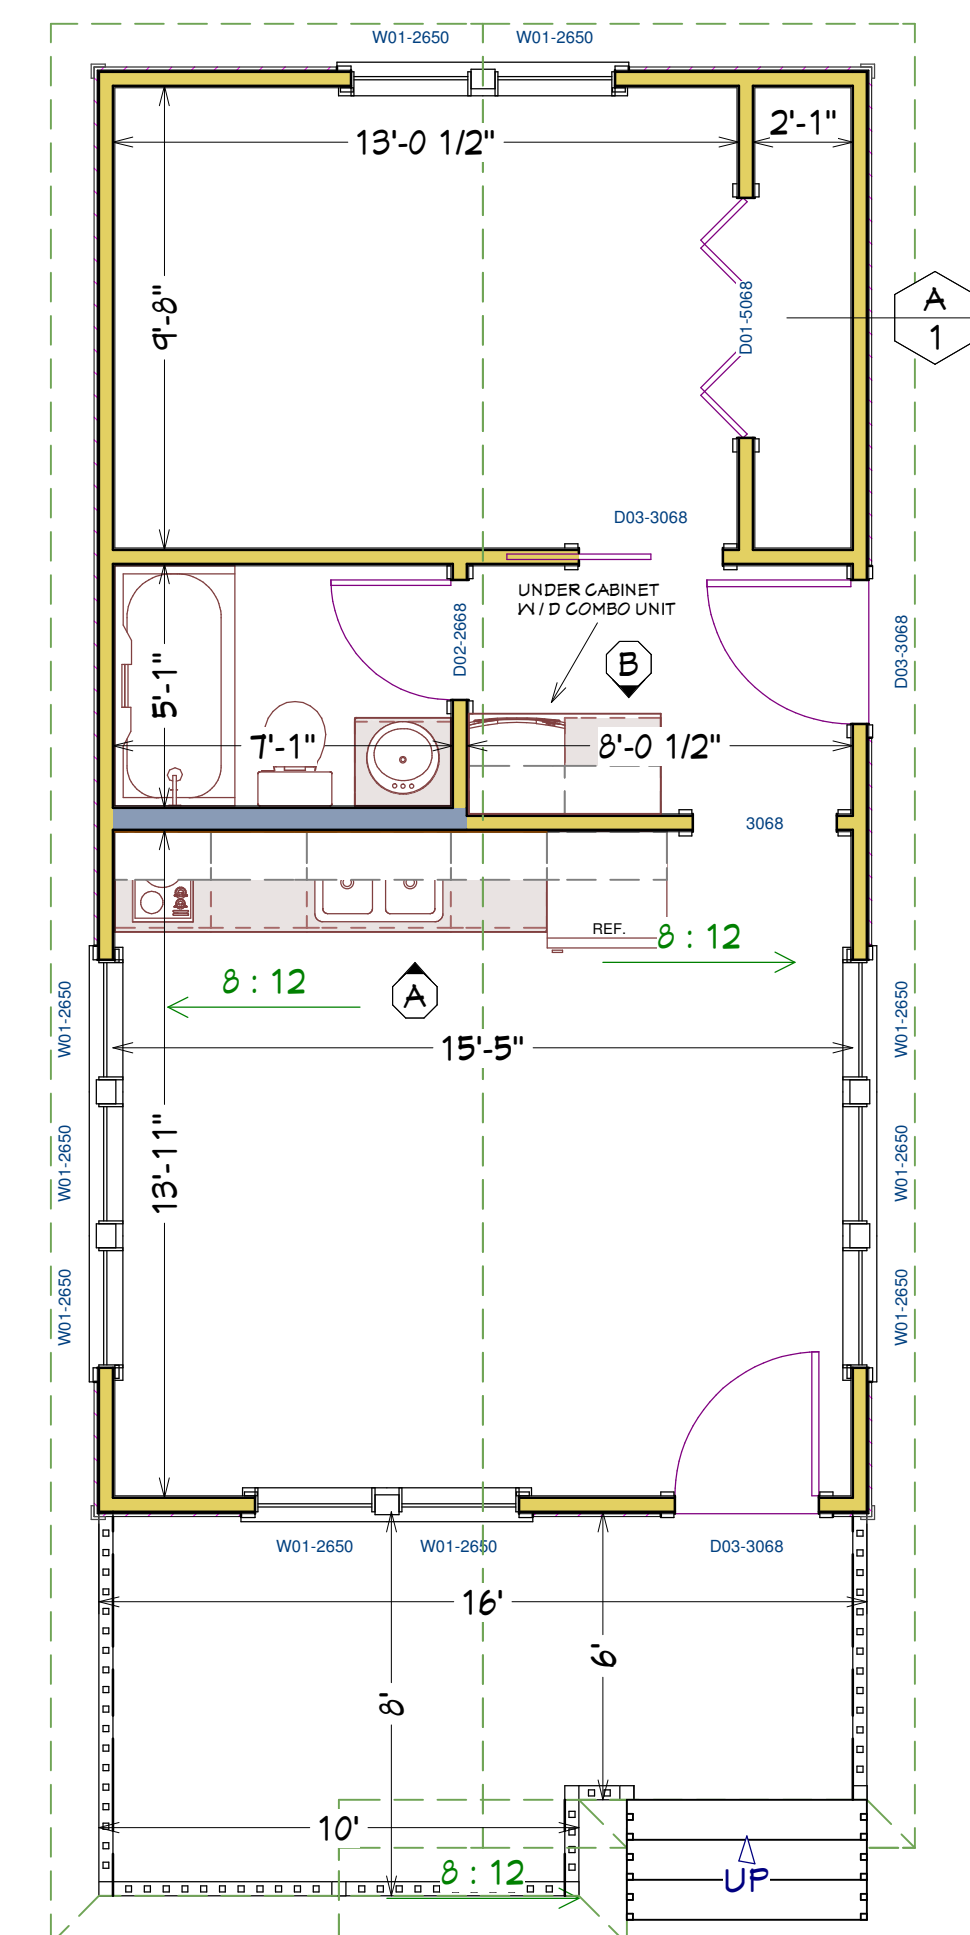 W01-2650 W01-2650
13'-0 1/2"
2'-1"
9'-8"
D01-5068
A
1
D03-3068
UNDER CABINET
W / D COMBO UNIT
D02-2668
B
D03-3068
5'-1"
7'-1"
8'-0 1/2"
3068
REF.
8 : 12
8 : 12
A
W01-2650
W01-2650
15'-5"
13'-11"
W01-2650
W01-2650
W01-2650
W01-2650
W01-2650 W01-2650 D03-3068
16'
6'
8'
10'
8 : 12
UP